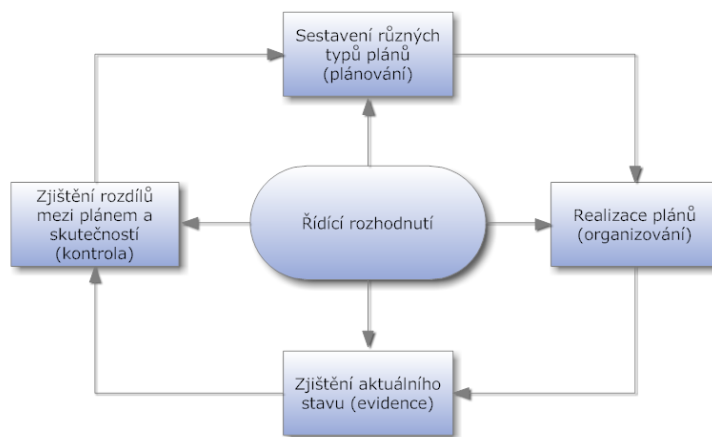 Sestavení různých
typů plánů
(plánování)
Zjištění rozdílů
mezi plánem a
skutečností
(kontrola)
Řídící rozhodnutí
Realizace plánů
(organizování)
Zjištění aktuálního
stavu (evidence)